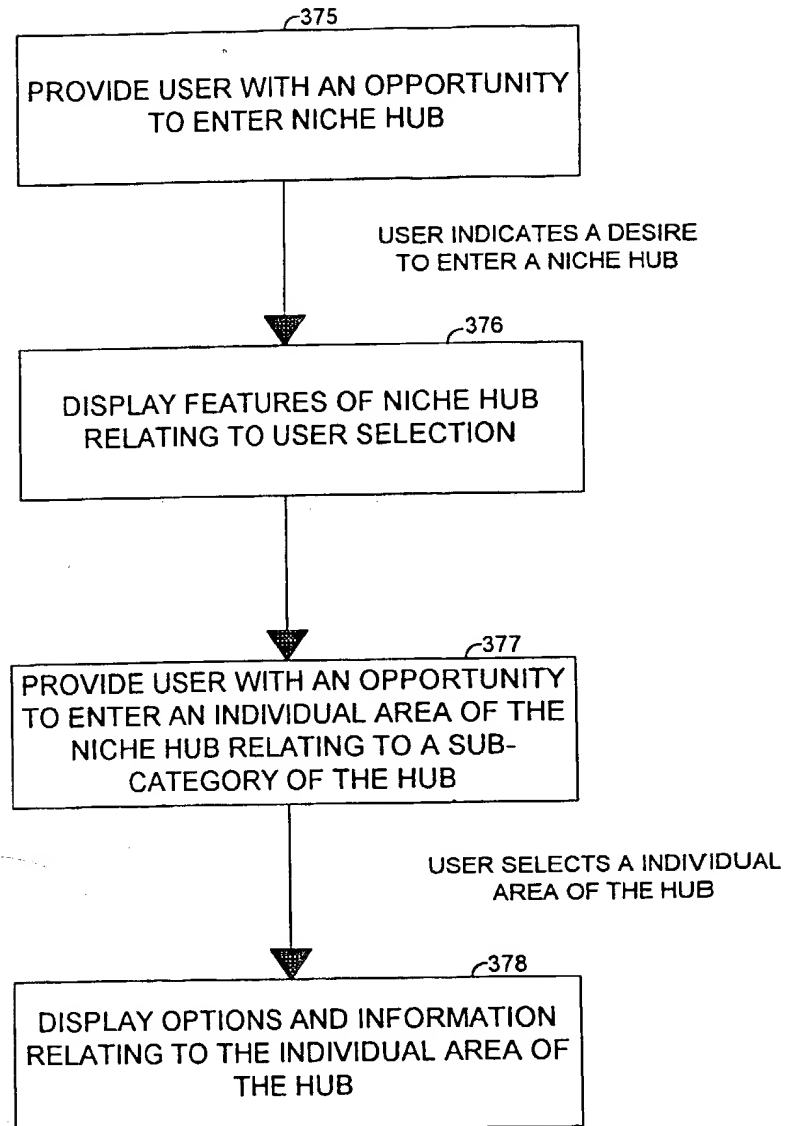 375
PROVIDE USER WITH AN OPPORTUNITY
TO ENTER NICHE HUB
USER INDICATES A DESIRE
TO ENTER A NICHE HUB
376
DISPLAY FEATURES OF NICHE HUB
RELATING TO USER SELECTION
377
PROVIDE USER WITH AN OPPORTUNITY
TO ENTER AN INDIVIDUAL AREA OF THE
NICHE HUB RELATING TO A SUB-
CATEGORY OF THE HUB
USER SELECTS A INDIVIDUAL
AREA OF THE HUB
378
DISPLAY OPTIONS AND INFORMATION
RELATING TO THE INDIVIDUAL AREA OF
THE HUB